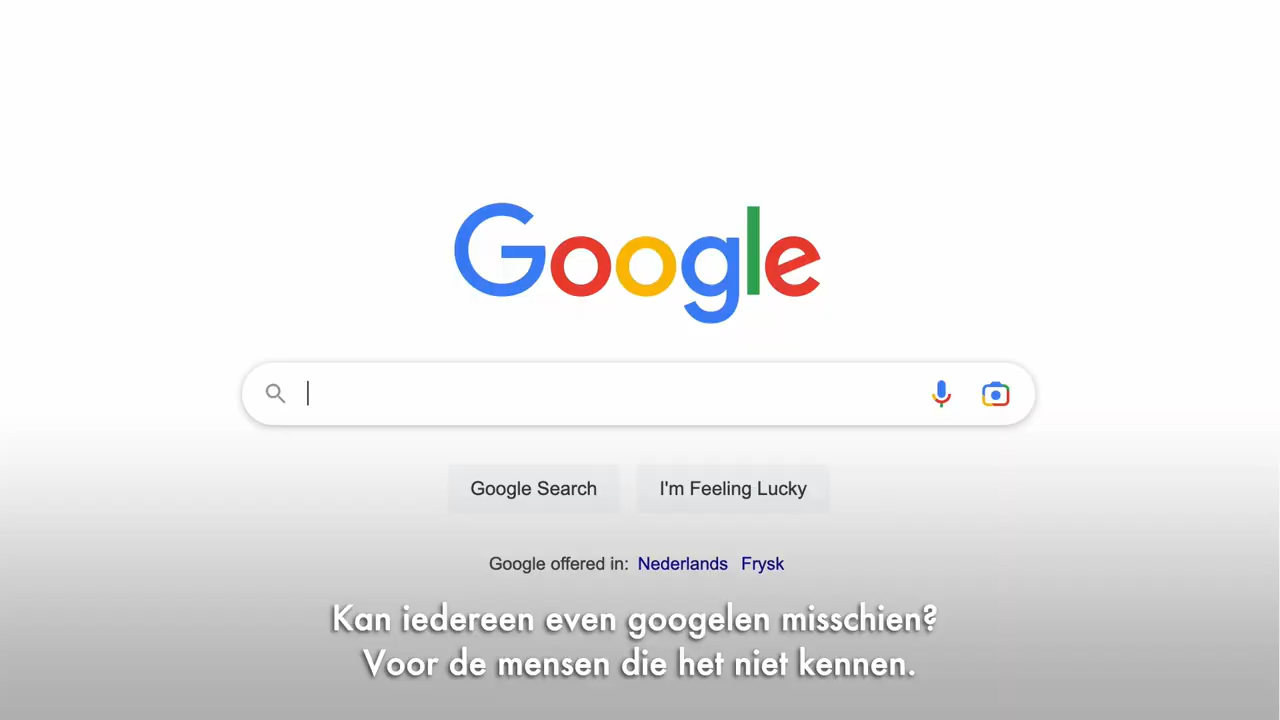 Google
Google Search
I'm Feeling Lucky
Google offered in: Nederlands Frysk
Kan iedereen even googelen misschien?
Voor de mensen die het niet kennen.